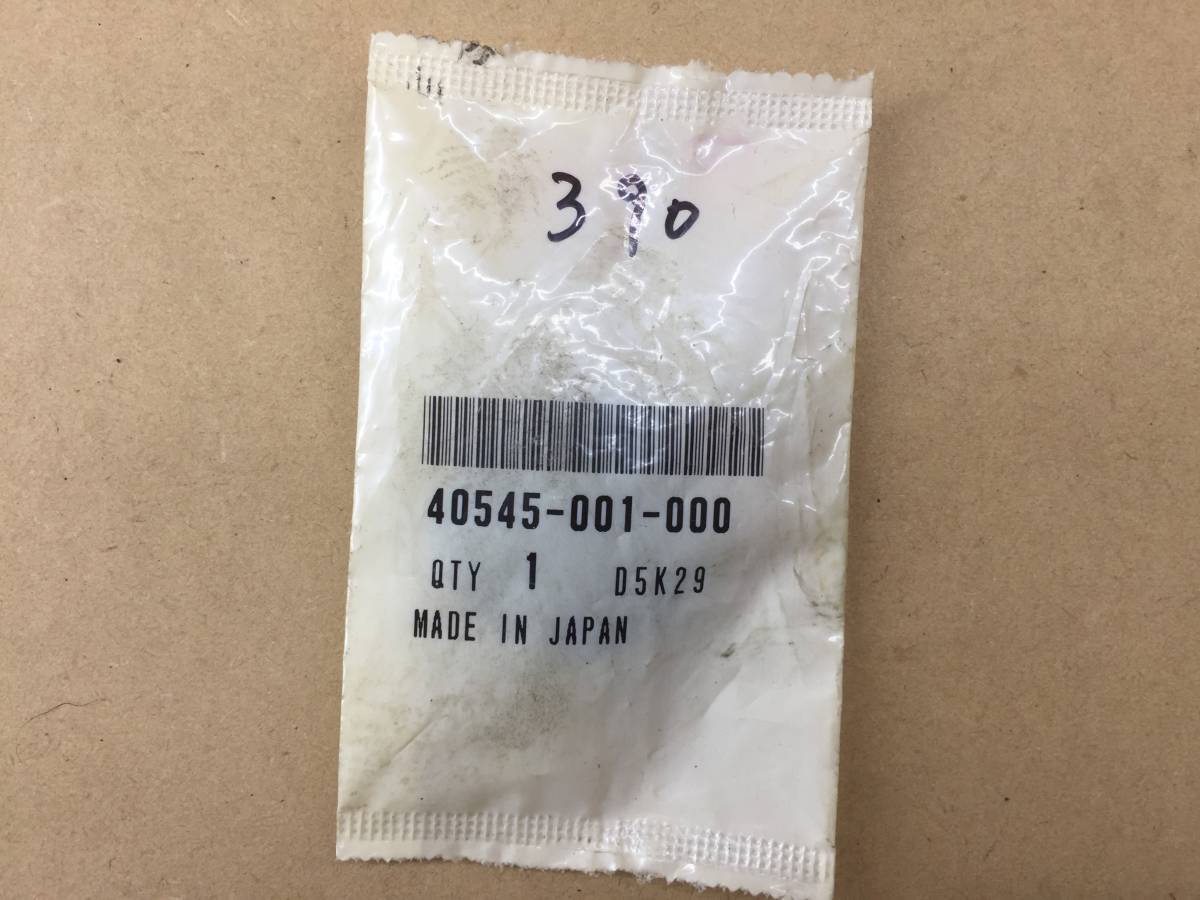 390
40545-001-000
QTY 1 D5K29
MADE IN JAPAN